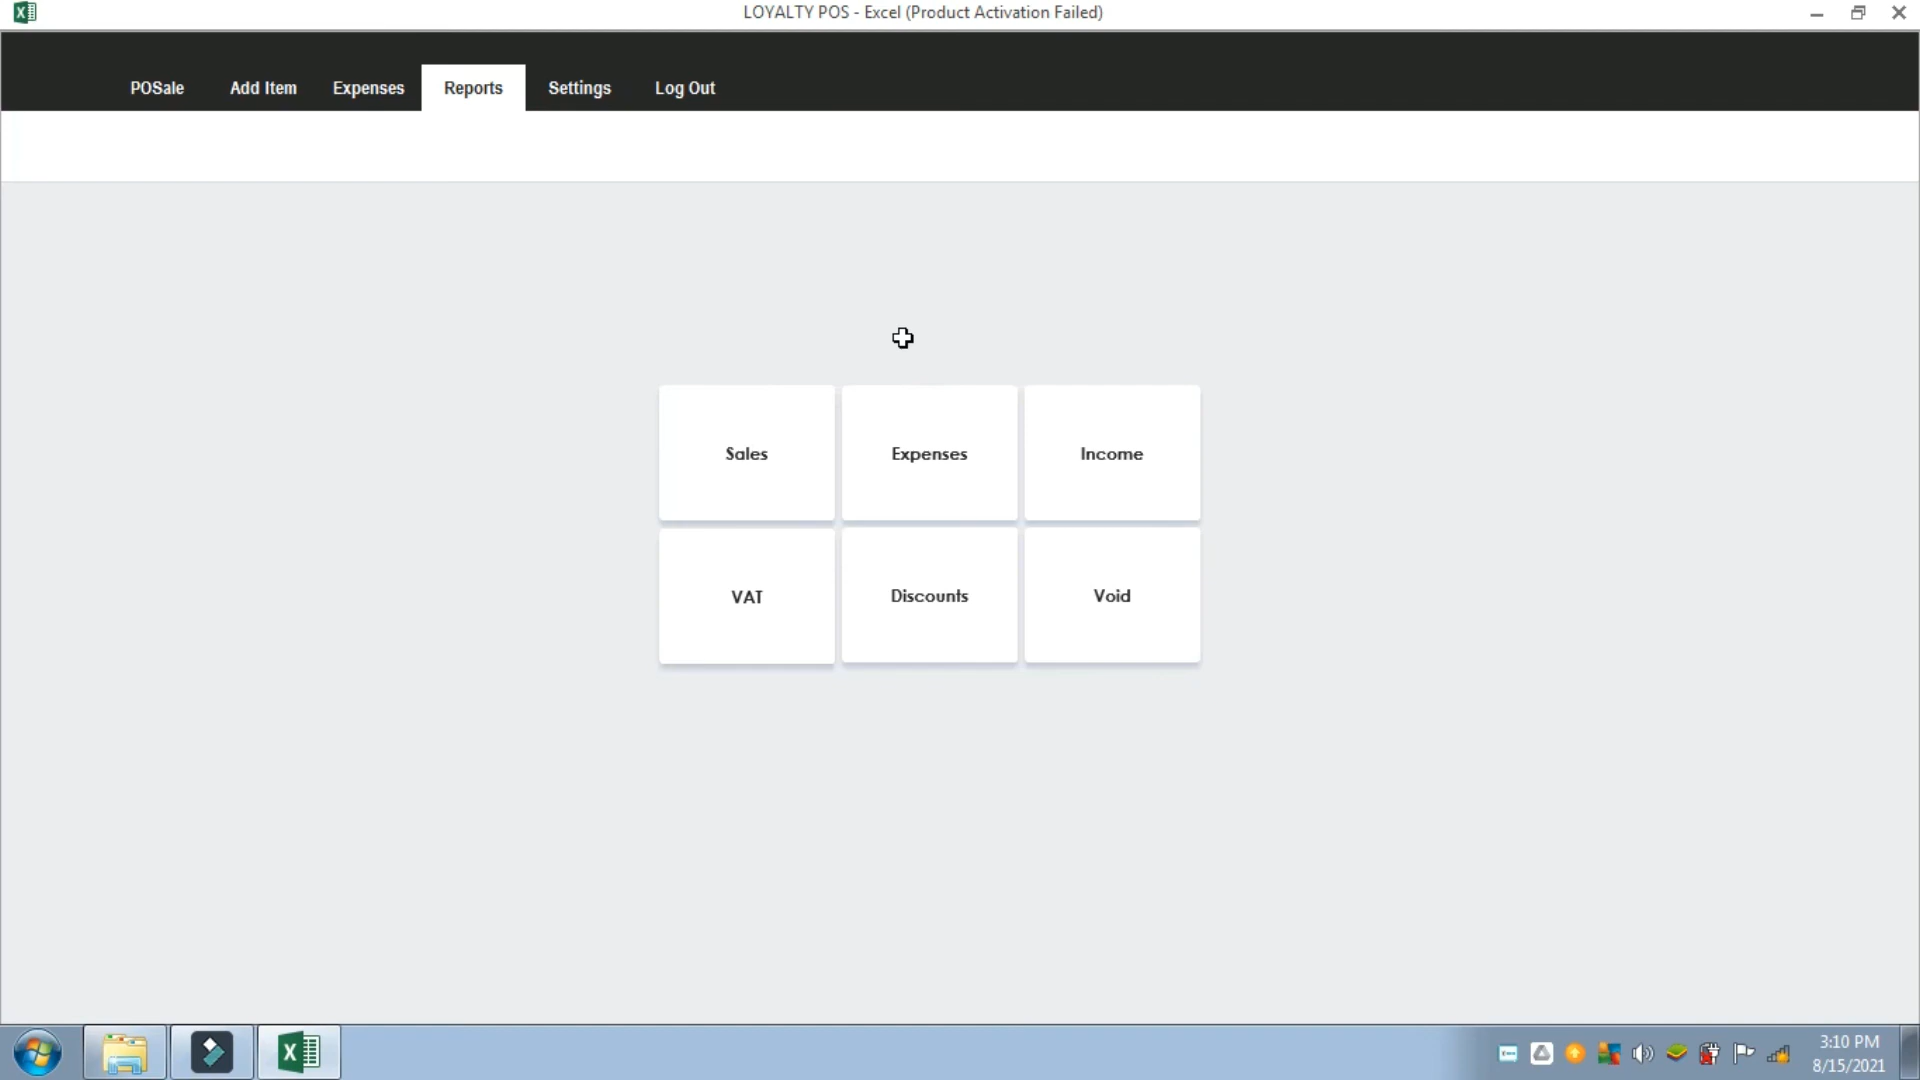 LOYALTY POS - Excel (Product Activation Failed)
POSale Add Item Expenses Reports Settings Log Out
Sales Expenses Income
VAT Discounts Void
3:10 PM
8/15/2021